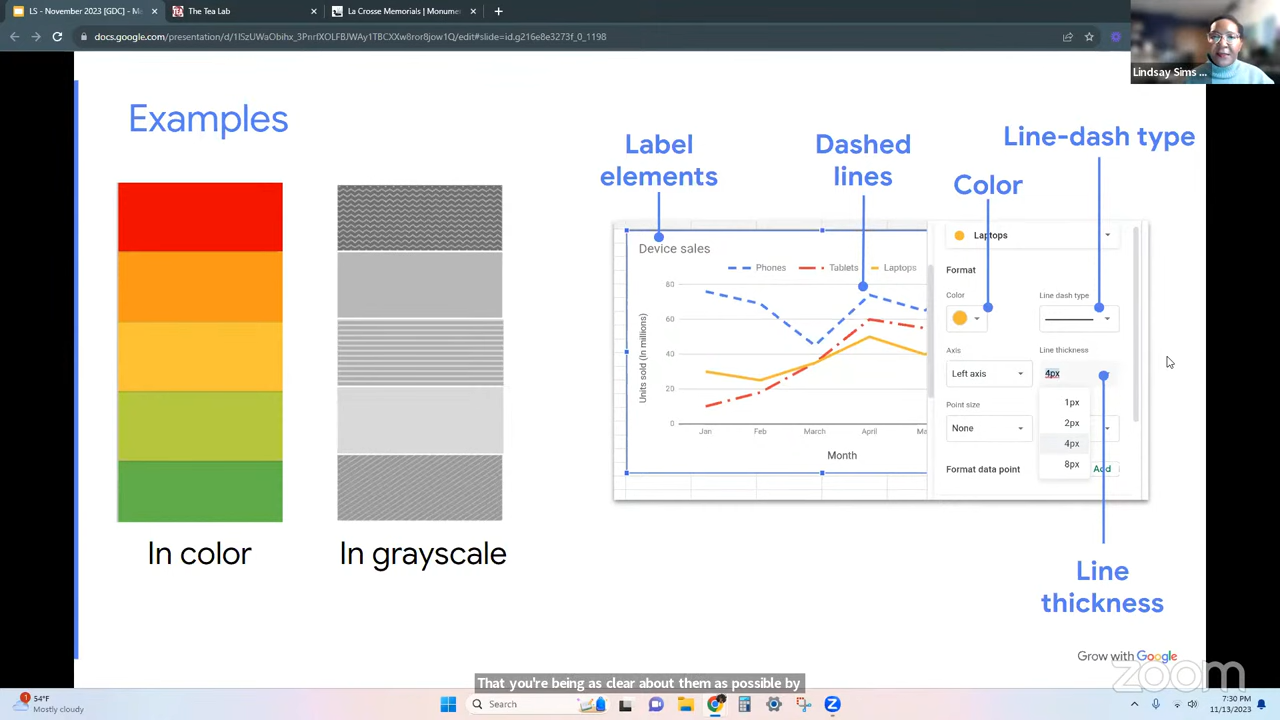 LS - November 2023 [GDC] - M
The Tea Lab
La Crosse Memorials | Monume
docs.google.com/presentation/d/1lSzUWaObihx_3PnrfXOLFBJWAy1TBCXXw8ror8jow1Q/edit#slide=id.g216e8e3273f_0_1198
Lindsay Sims ...
Examples
In color
In grayscale
Label
elements
Dashed
lines
Color
Line-dash type
Device sales
Phones
Tablets
Laptops
Units sold (In millions)
80
60
40
20
0
Jan
Feb
March
April
Ma
Month
Laptops
Format
Color
Line dash type
Axis
Line thickness
Left axis
4px
Point size
None
1px
2px
4px
8px
Format data point
Add
Line
thickness
Grow with Google
zoom
That you're being as clear about them as possible by
1
54°F
Mostly cloudy
Search
7:30 PM
11/13/2023